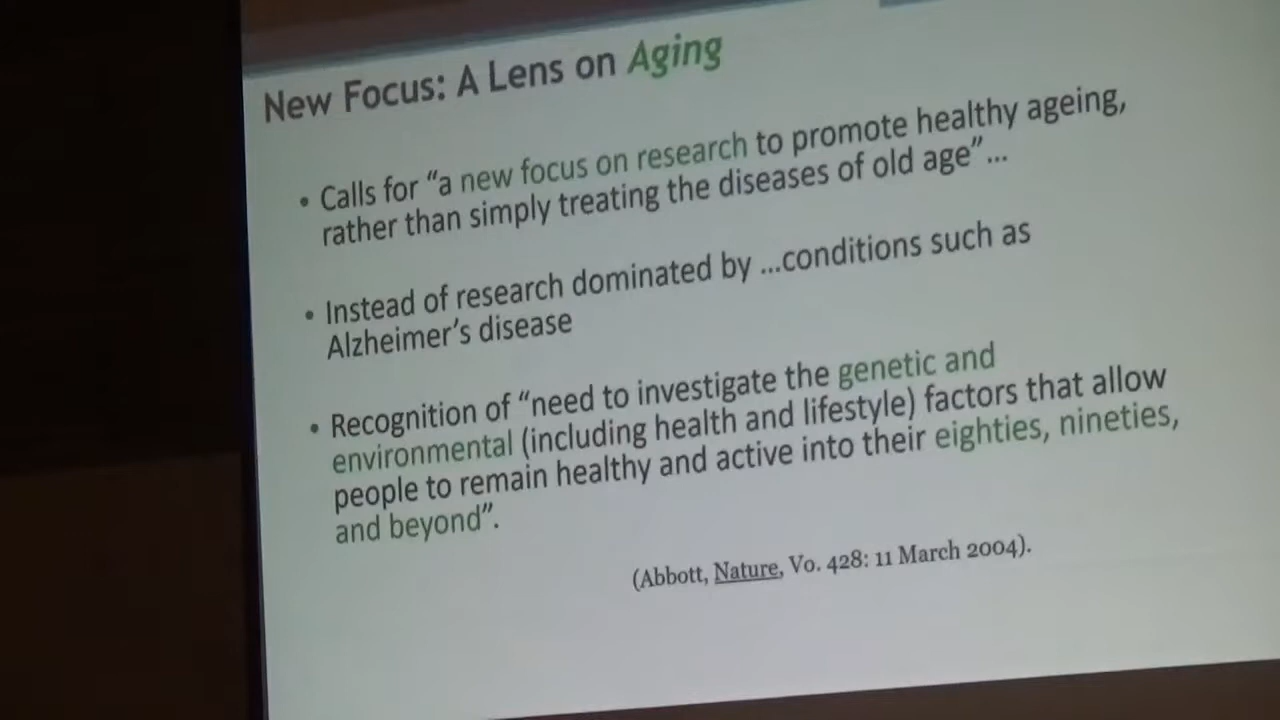 New Focus: A Lens on Aging
• Calls for “a new focus on research to promote healthy ageing,
rather than simply treating the diseases of old age”...
• Instead of research dominated by ...conditions such as
Alzheimer’s disease
• Recognition of “need to investigate the genetic and
environmental (including health and lifestyle) factors that allow
people to remain healthy and active into their eighties, nineties,
and beyond”.
(Abbott, Nature, Vo. 428: 11 March 2004).